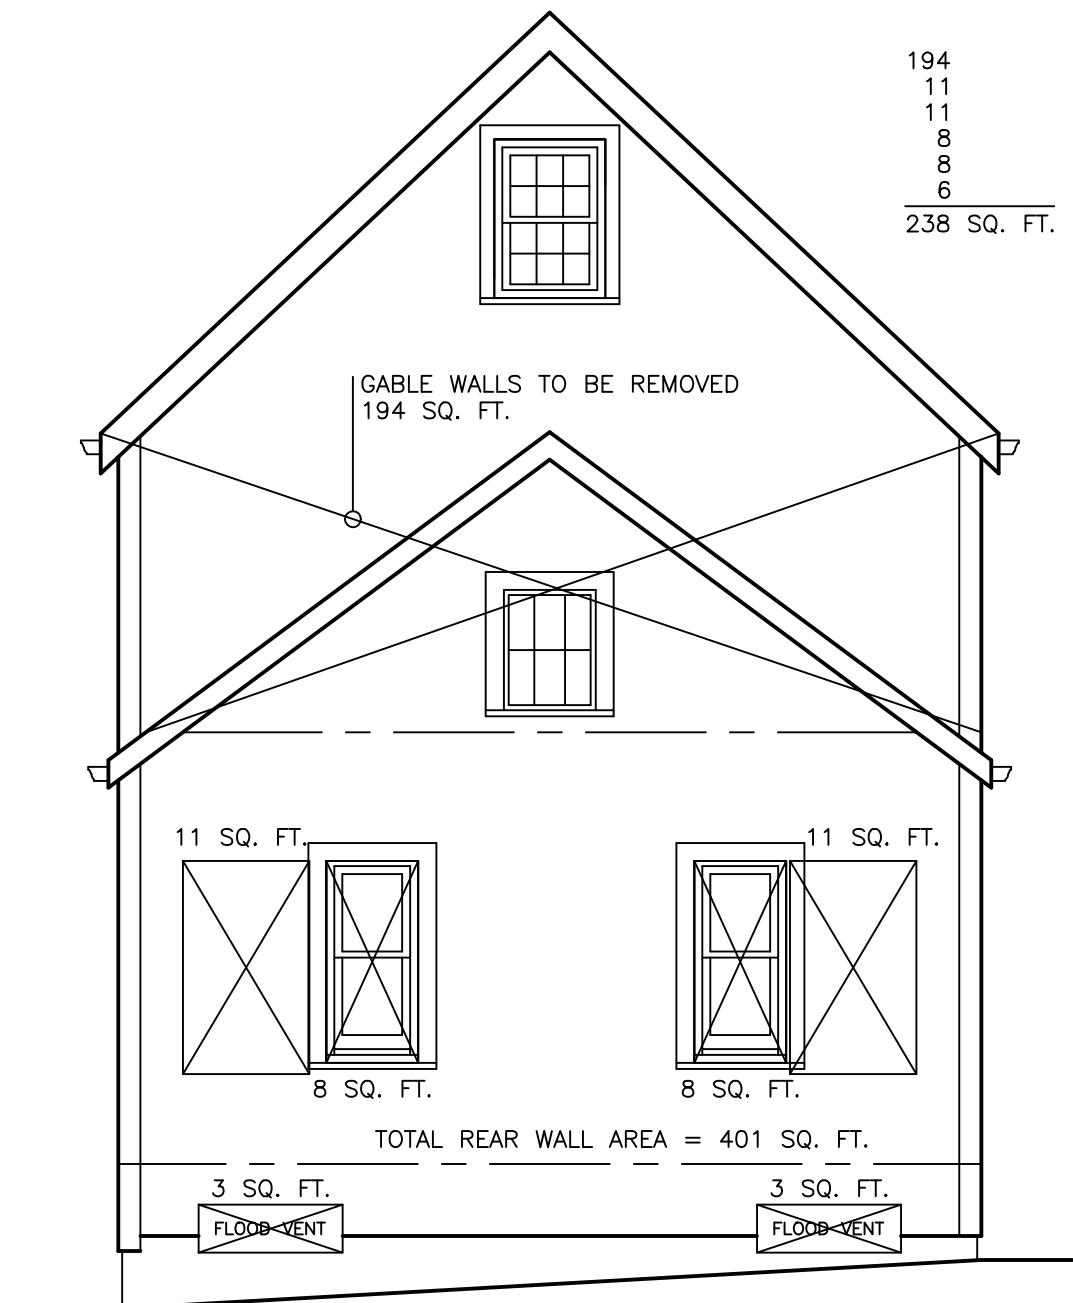 194
11
11
8
8
6
238 SQ. FT.
GABLE WALLS TO BE REMOVED
194 SQ. FT.
11 SQ. FT.
11 SQ. FT.
8 SQ. FT.
8 SQ. FT.
TOTAL REAR WALL AREA = 401 SQ. FT.
3 SQ. FT.
3 SQ. FT.
FLOOD VENT
FLOOD VENT